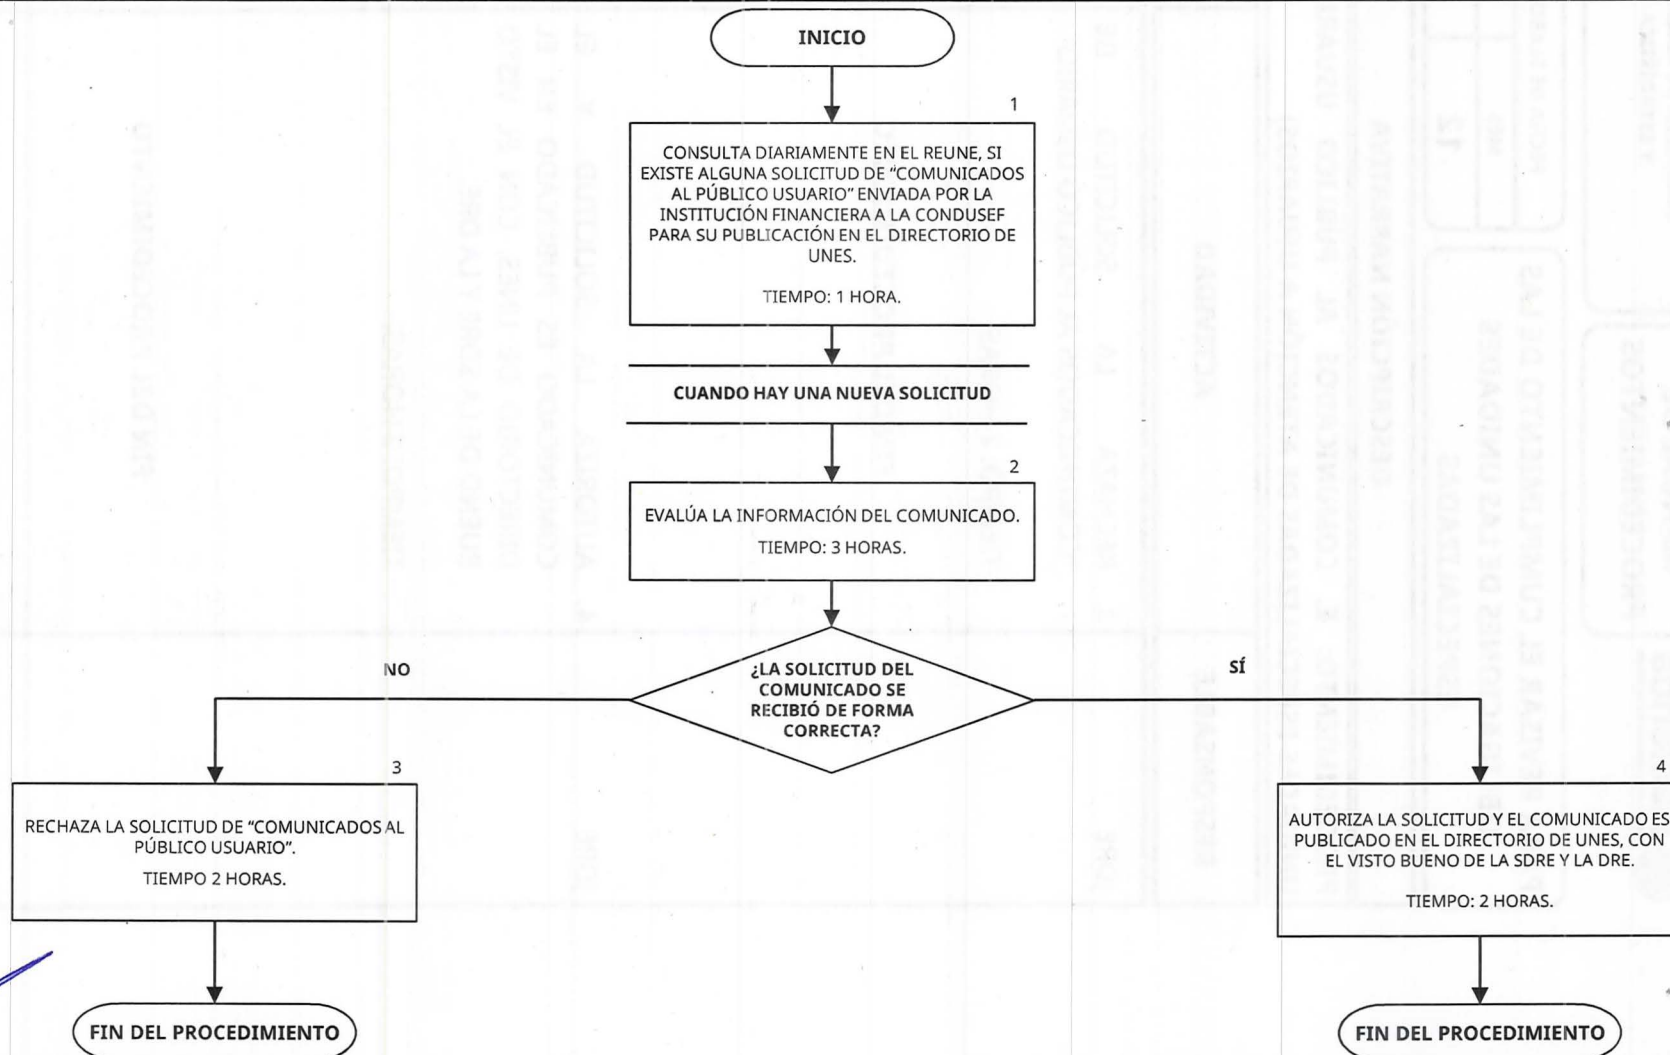 INICIO
1
CONSULTA DIARIAMENTE EN EL REUNE, SI
EXISTE ALGUNA SOLICITUD DE “COMUNICADOS
AL PÚBLICO USUARIO” ENVIADA POR LA
INSTITUCIÓN FINANCIERA A LA CONDUSEF
PARA SU PUBLICACIÓN EN EL DIRECTORIO DE
UNES.
TIEMPO: 1 HORA.
CUANDO HAY UNA NUEVA SOLICITUD
2
EVALÚA LA INFORMACIÓN DEL COMUNICADO.
TIEMPO: 3 HORAS.
¿LA SOLICITUD DEL
COMUNICADO SE
RECIBIÓ DE FORMA
CORRECTA?
NO
SÍ
3
RECHAZA LA SOLICITUD DE “COMUNICADOS AL
PÚBLICO USUARIO”.
TIEMPO 2 HORAS.
FIN DEL PROCEDIMIENTO
4
AUTORIZA LA SOLICITUD Y EL COMUNICADO ES
PUBLICADO EN EL DIRECTORIO DE UNES, CON
EL VISTO BUENO DE LA SDRE Y LA DRE.
TIEMPO: 2 HORAS.
FIN DEL PROCEDIMIENTO